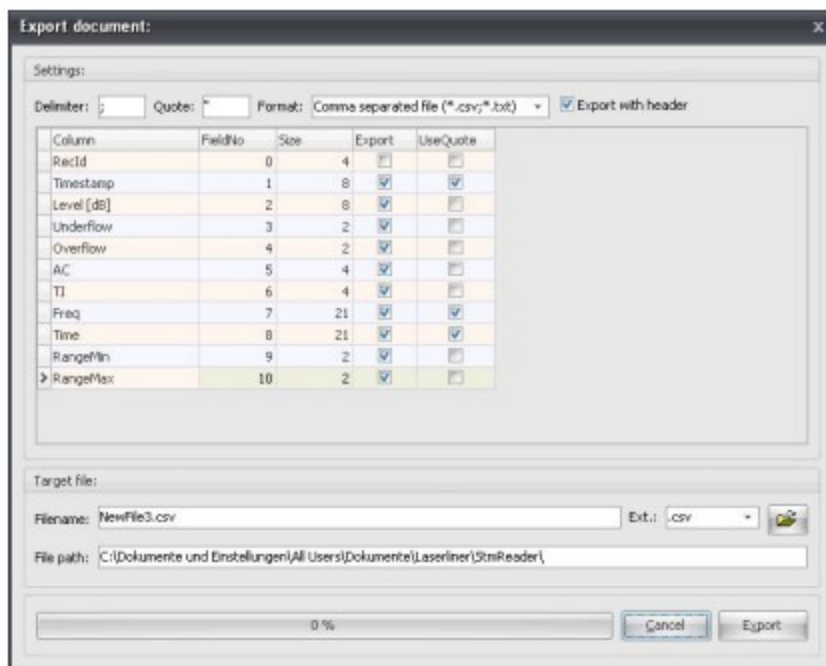 Export document: x
Settings:
Delimiter: ; Quote: " Format: Comma separated file (*.csv;*.txt) Export with header
Column FieldNo Size Export UseQuote
RecId 0 4
Timestamp 1 8
Level [dB] 2 8
Underflow 3 2
Overflow 4 2
AC 5 4
TI 6 4
Freq 7 21
Time 8 21
RangeMin 9 2
RangeMax 10 2
Target file:
Filename: NewFile3.csv Ext.: .csv
File path: C:\Dokumente und Einstellungen\All Users\Dokumente\Laserliner\StmReader\
0 % Cancel Export